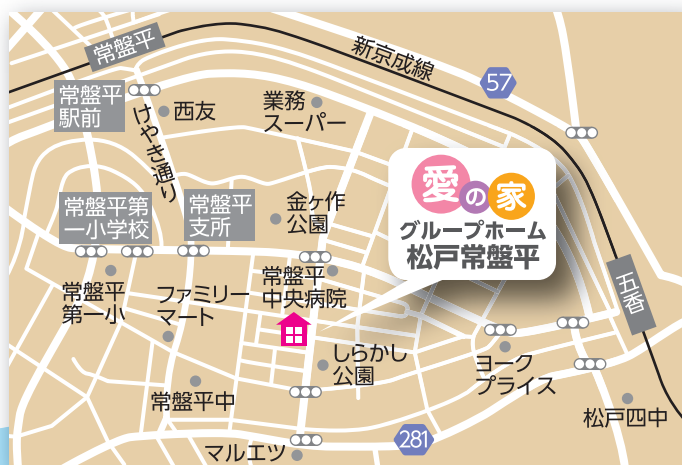 常盤平
新京成線
57
常盤平
駅前
けやき通り
西友
業務
スーパー
愛の家
グループホーム
松戸常盤平
常盤平第
一小学校
常盤平
支所
金ヶ作
公園
常盤平
第一小
ファミリー
マート
常盤平
中央病院
五香
しらかし
公園
ヨーク
プライス
常盤平中
松戸四中
281
マルエツ